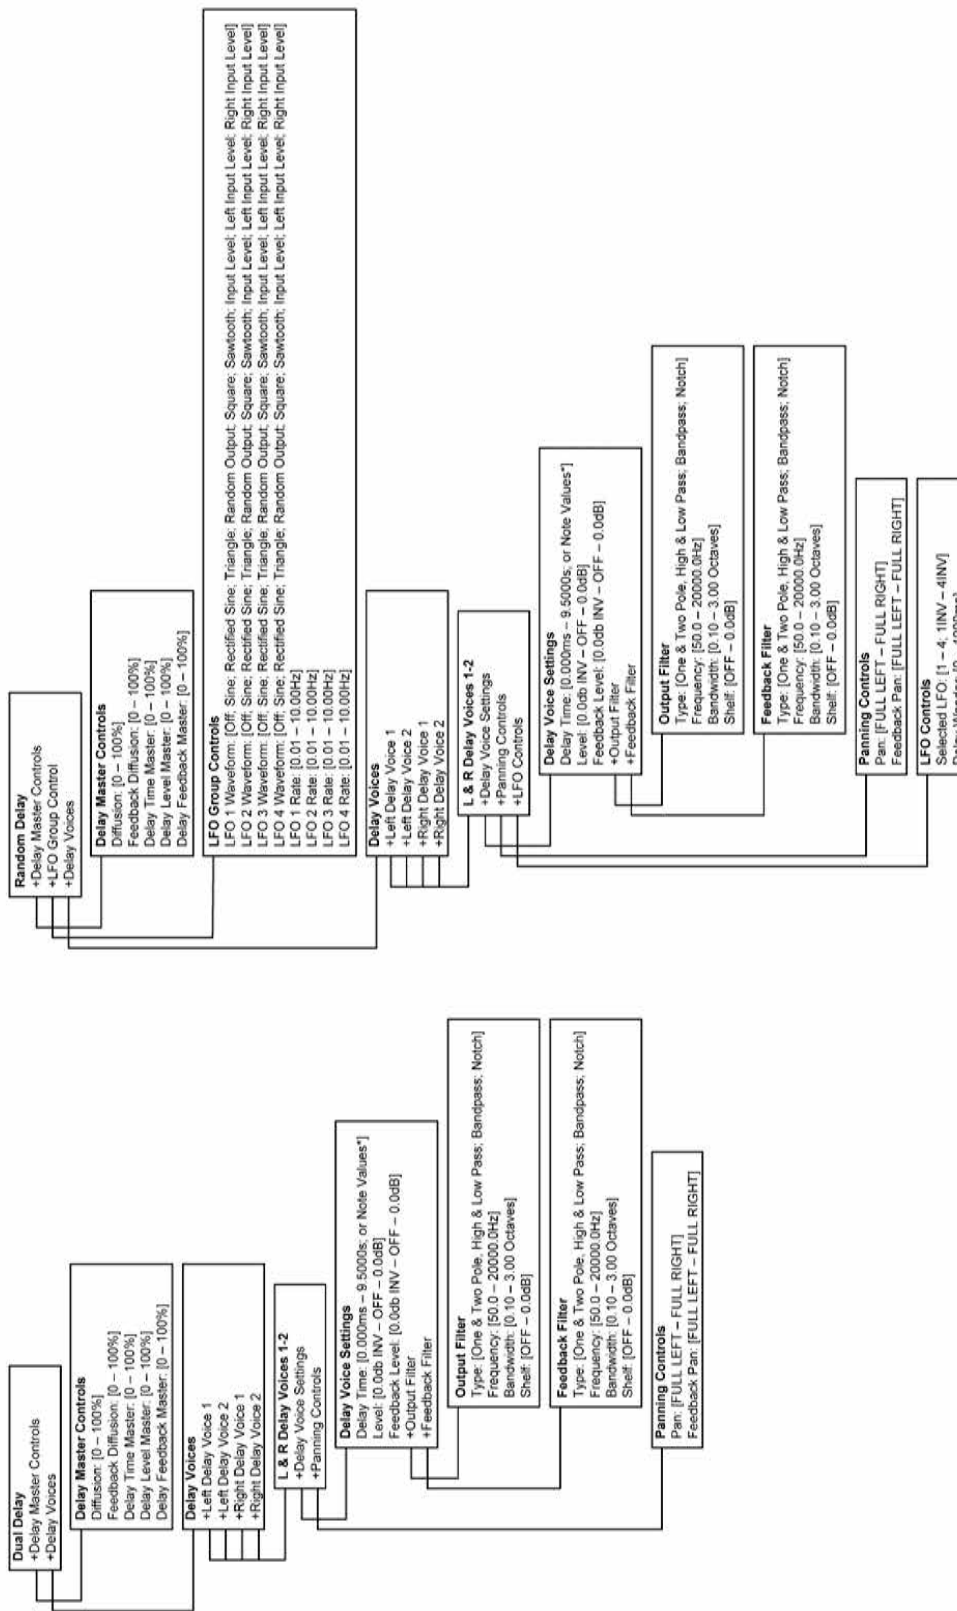 Dual Delay
+Delay Master Controls
+Delay Voices
Delay Master Controls
Diffusion: [0 – 100%]
Feedback Diffusion: [0 – 100%]
Delay Time Master: [0 – 100%]
Delay Level Master: [0 – 100%]
Delay Feedback Master: [0 – 100%]
Delay Voices
+Left Delay Voice 1
+Left Delay Voice 2
+Right Delay Voice 1
+Right Delay Voice 2
L & R Delay Voices 1-2
+Delay Voice Settings
+Panning Controls
Delay Voice Settings
Delay Time: [0.000ms – 9.5000s; or Note Values*]
Level: [0.0db INV – OFF – 0.0dB]
Feedback Level: [0.0db INV – OFF – 0.0dB]
+Output Filter
+Feedback Filter
Output Filter
Type: [One & Two Pole, High & Low Pass; Bandpass; Notch]
Frequency: [50.0 – 20000.0Hz]
Bandwidth: [0.10 – 3.00 Octaves]
Shelf: [OFF – 0.0dB]
Feedback Filter
Type: [One & Two Pole, High & Low Pass; Bandpass; Notch]
Frequency: [50.0 – 20000.0Hz]
Bandwidth: [0.10 – 3.00 Octaves]
Shelf: [OFF – 0.0dB]
Panning Controls
Pan: [FULL LEFT – FULL RIGHT]
Feedback Pan: [FULL LEFT – FULL RIGHT]
Random Delay
+Delay Master Controls
+LFO Group Control
+Delay Voices
Delay Master Controls
Diffusion: [0 – 100%]
Feedback Diffusion: [0 – 100%]
Delay Time Master: [0 – 100%]
Delay Level Master: [0 – 100%]
Delay Feedback Master: [0 – 100%]
LFO Group Controls
LFO 1 Waveform: [Off; Sine; Rectified Sine; Triangle; Random Output; Square; Sawtooth; Input Level; Left Input Level; Right Input Level]
LFO 2 Waveform: [Off; Sine; Rectified Sine; Triangle; Random Output; Square; Sawtooth; Input Level; Left Input Level; Right Input Level]
LFO 3 Waveform: [Off; Sine; Rectified Sine; Triangle; Random Output; Square; Sawtooth; Input Level; Left Input Level; Right Input Level]
LFO 4 Waveform: [Off; Sine; Rectified Sine; Triangle; Random Output; Square; Sawtooth; Input Level; Left Input Level; Right Input Level]
LFO 1 Rate: [0.01 – 10.00Hz]
LFO 2 Rate: [0.01 – 10.00Hz]
LFO 3 Rate: [0.01 – 10.00Hz]
LFO 4 Rate: [0.01 – 10.00Hz]
Delay Voices
+Left Delay Voice 1
+Left Delay Voice 2
+Right Delay Voice 1
+Right Delay Voice 2
L & R Delay Voices 1-2
+Delay Voice Settings
+Panning Controls
+LFO Controls
Delay Voice Settings
Delay Time: [0.000ms – 9.5000s; or Note Values*]
Level: [0.0db INV – OFF – 0.0dB]
Feedback Level: [0.0db INV – OFF – 0.0dB]
+Output Filter
+Feedback Filter
Output Filter
Type: [One & Two Pole, High & Low Pass; Bandpass; Notch]
Frequency: [50.0 – 20000.0Hz]
Bandwidth: [0.10 – 3.00 Octaves]
Shelf: [OFF – 0.0dB]
Feedback Filter
Type: [One & Two Pole, High & Low Pass; Bandpass; Notch]
Frequency: [50.0 – 20000.0Hz]
Bandwidth: [0.10 – 3.00 Octaves]
Shelf: [OFF – 0.0dB]
Panning Controls
Pan: [FULL LEFT – FULL RIGHT]
Feedback Pan: [FULL LEFT – FULL RIGHT]
LFO Controls
Selected LFO: [1 – 4; 1INV – 4INV]